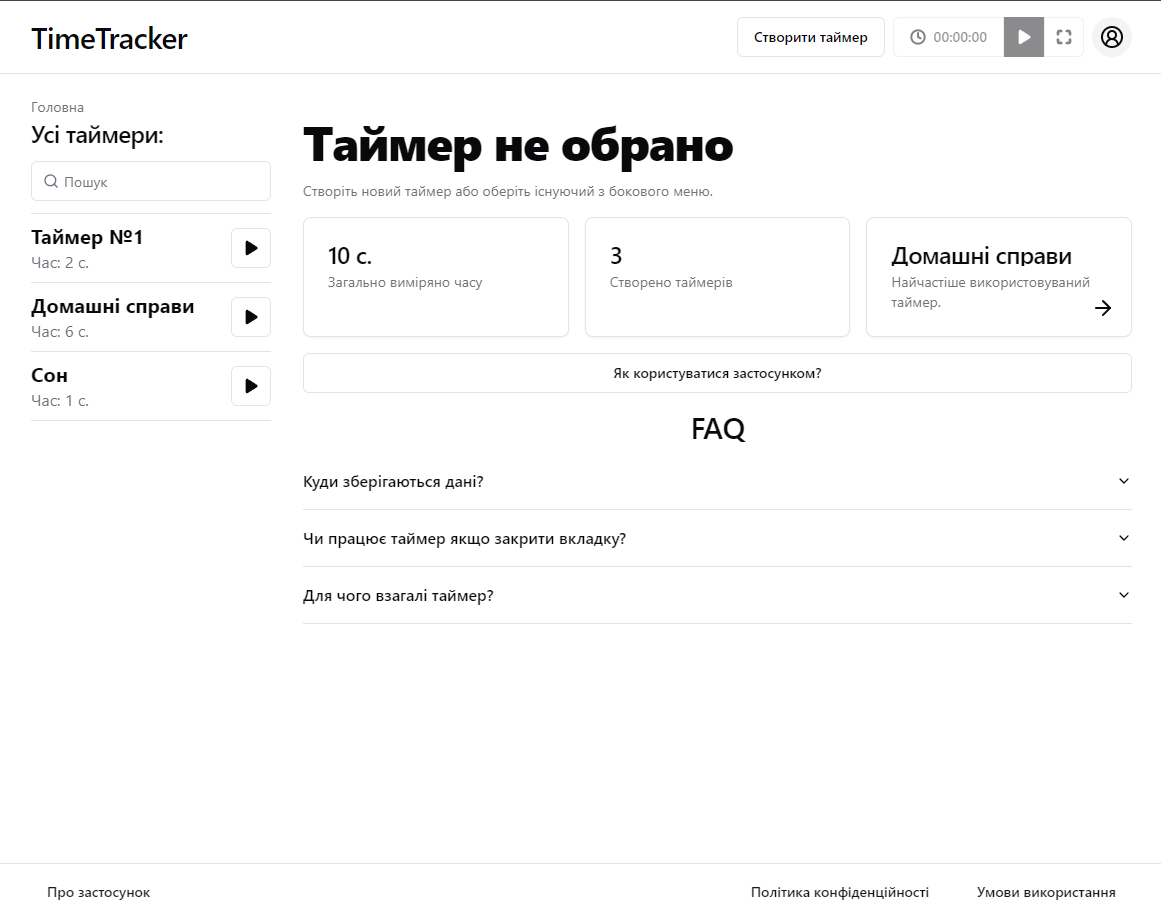 TimeTracker
Створити таймер
00:00:00
Головна
Усі таймери:
Пошук
Таймер №1
Час: 2 с.
Домашні справи
Час: 6 с.
Сон
Час: 1 с.
Таймер не обрано
Створіть новий таймер або оберіть існуючий з бокового меню.
10 с.
Загально виміряно часу
3
Створено таймерів
Домашні справи
Найчастіше використовуваний
таймер.
Як користуватися застосунком?
FAQ
Куди зберігаються дані?
Чи працює таймер якщо закрити вкладку?
Для чого взагалі таймер?
Про застосунок
Політика конфіденційності
Умови використання